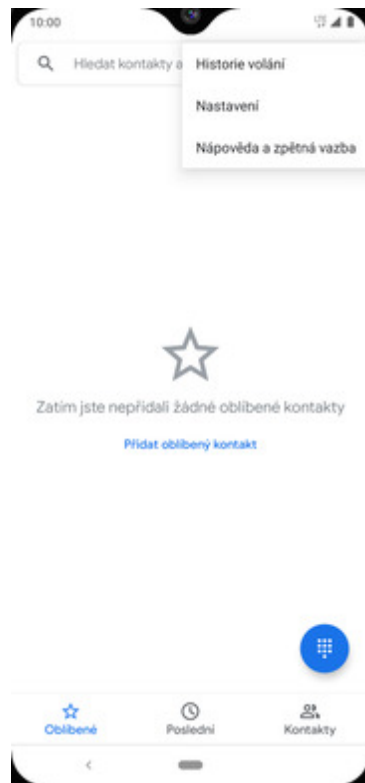 10:00
Hledat kontakty a
Historie volání
Nastavení
Nápověda a zpětná vazba
Zatím jste nepřidali žádné oblíbené kontakty
Přidat oblíbený kontakt
Oblíbené
Poslední
Kontakty